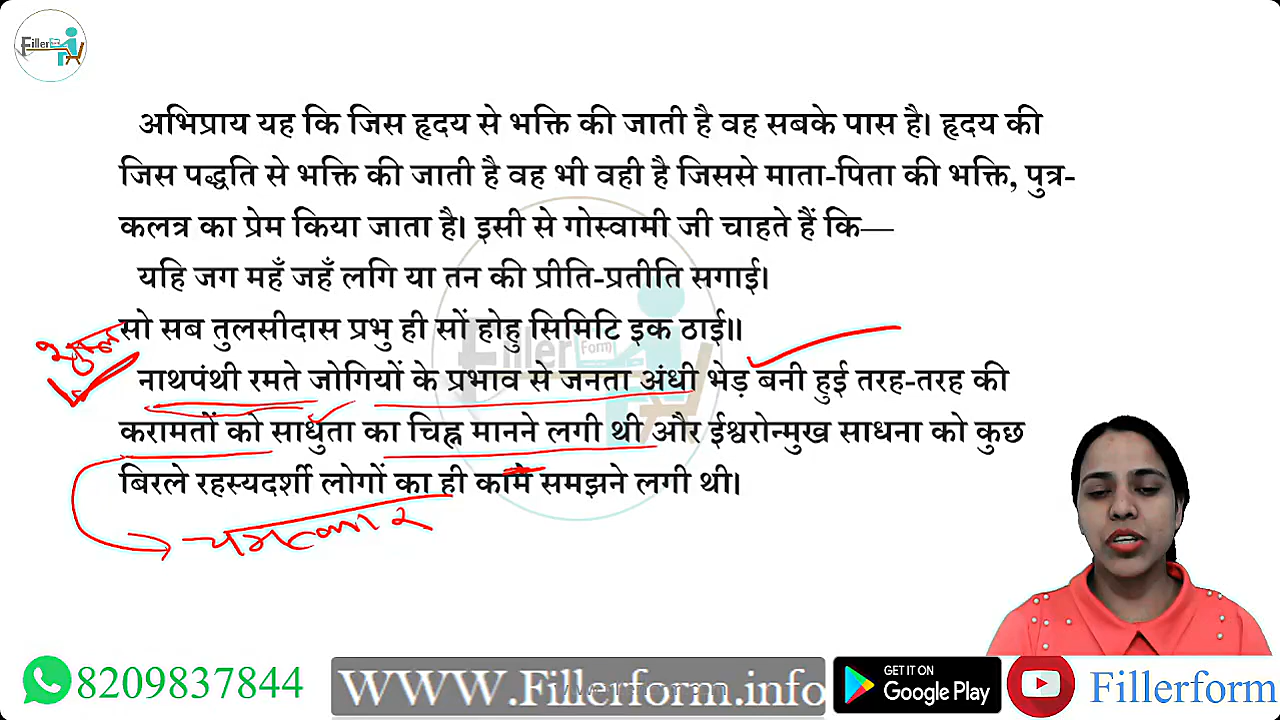 Fillerform
अभिप्राय यह कि जिस हृदय से भक्ति की जाती है वह सबके पास है। हृदय की
जिस पद्धति से भक्ति की जाती है वह भी वही है जिससे माता-पिता की भक्ति, पुत्र-
कलत्र का प्रेम किया जाता है। इसी से गोस्वामी जी चाहते हैं कि—
यहि जग महँ जहँ लगि या तन की प्रीति-प्रतीति सगाई।
सो सब तुलसीदास प्रभु ही सों होहु सिमिटि इक ठाई॥
शुक्ल
नाथपंथी रमते जोगियों के प्रभाव से जनता अंधी भेड़ बनी हुई तरह-तरह की
करामतों को साधुता का चिह्न मानने लगी थी और ईश्वरोन्मुख साधना को कुछ
बिरले रहस्यदर्शी लोगों का ही काम समझने लगी थी।
चमत्कार
8209837844
WWW.Fillerform.info
GET IT ON
Google Play
Fillerform